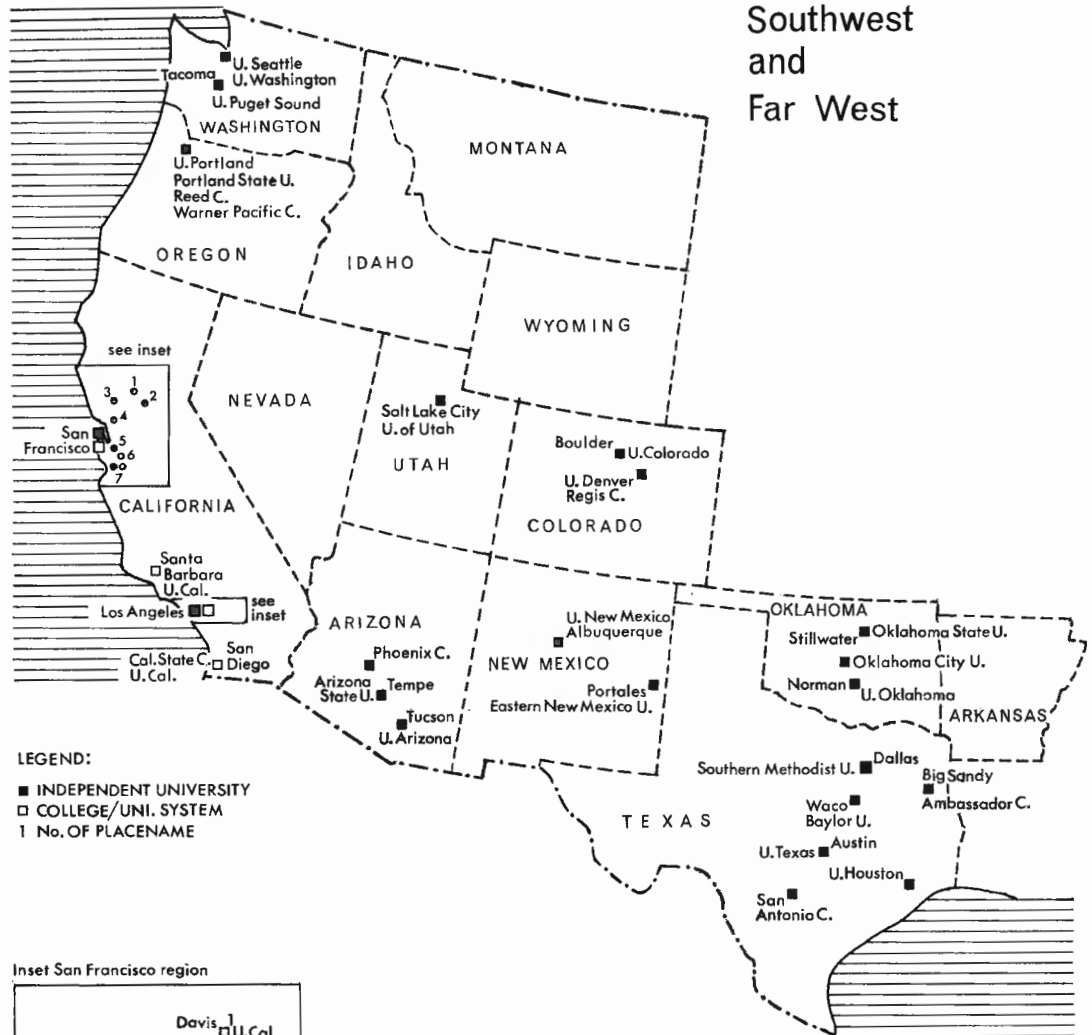 Southwest
and
Far West
U. Seattle
U. Washington
Tacoma
U. Puget Sound
WASHINGTON
MONTANA
U. Portland
Portland State U.
Reed C.
Warner Pacific C.
OREGON
IDAHO
WYOMING
see inset
1
3
2
4
San
Francisco
5
6
7
NEVADA
Salt Lake City
U. of Utah
UTAH
Boulder
U. Colorado
U. Denver
Regis C.
COLORADO
CALIFORNIA
Santa
Barbara
U. Cal.
Los Angeles
see
inset
Cal. State C.
U. Cal.
San
Diego
ARIZONA
Phoenix C.
Arizona
State U.
Tempe
Tucson
U. Arizona
U. New Mexico
Albuquerque
NEW MEXICO
Portales
Eastern New Mexico U.
OKLAHOMA
Stillwater
Oklahoma State U.
Oklahoma City U.
Norman
U. Oklahoma
ARKANSAS
LEGEND:
INDEPENDENT UNIVERSITY
COLLEGE/UNI. SYSTEM
1 No. OF PLACENAME
Southern Methodist U.
Dallas
Big Sandy
Ambassador C.
TEXAS
Waco
Baylor U.
U. Texas
Austin
U. Houston
San
Antonio C.
Inset San Francisco region
Davis 1
U. Cal.